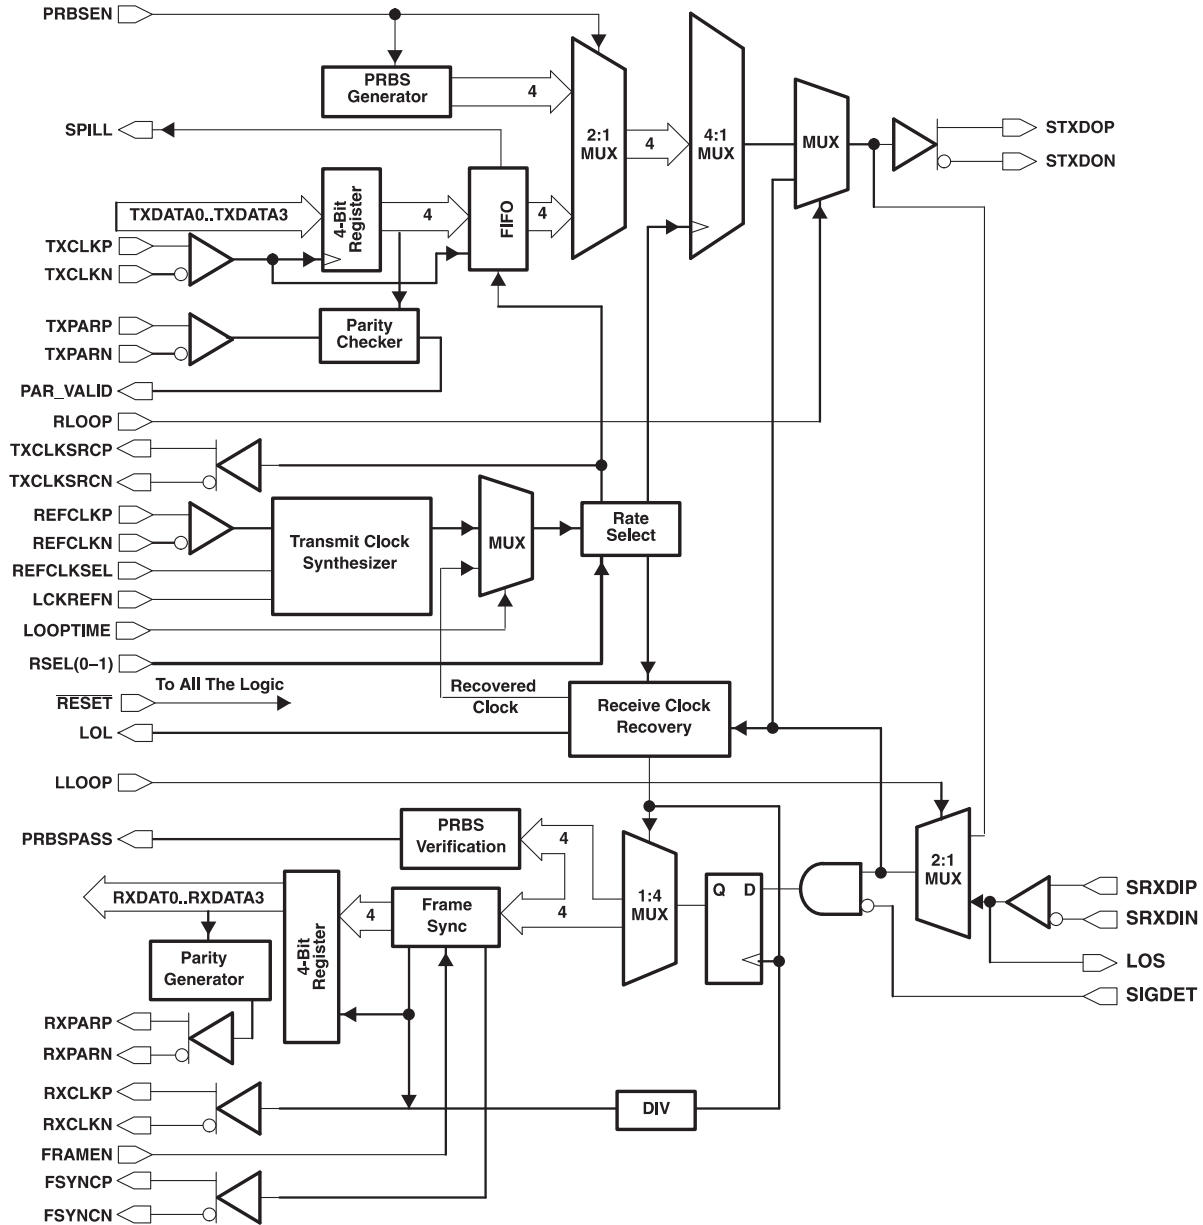 PRBSEN
PRBS
Generator
4
2:1
MUX
4
4:1
MUX
MUX
STXDOP
STXDON
SPILL
TXDATA0..TXDATA3
4-Bit
Register
4
FIFO
4
TXCLKP
TXCLKN
TXPARP
TXPARN
Parity
Checker
PAR_VALID
RLOOP
TXCLKSRCP
TXCLKSRCN
REFCLKP
REFCLKN
REFCLKSEL
LCKREFN
Transmit Clock
Synthesizer
MUX
Rate
Select
LOOPTIME
RSEL(0–1)
RESET
To All The Logic
Recovered
Clock
Receive Clock
Recovery
LOL
LLOOP
PRBSPASS
PRBS
Verification
4
1:4
MUX
Q D
2:1
MUX
SRXDIP
SRXDIN
LOS
SIGDET
RXDAT0..RXDATA3
4-Bit
Register
4
Frame
Sync
4
Parity
Generator
RXPARP
RXPARN
RXCLKP
RXCLKN
DIV
FRAMEN
FSYNCP
FSYNCN